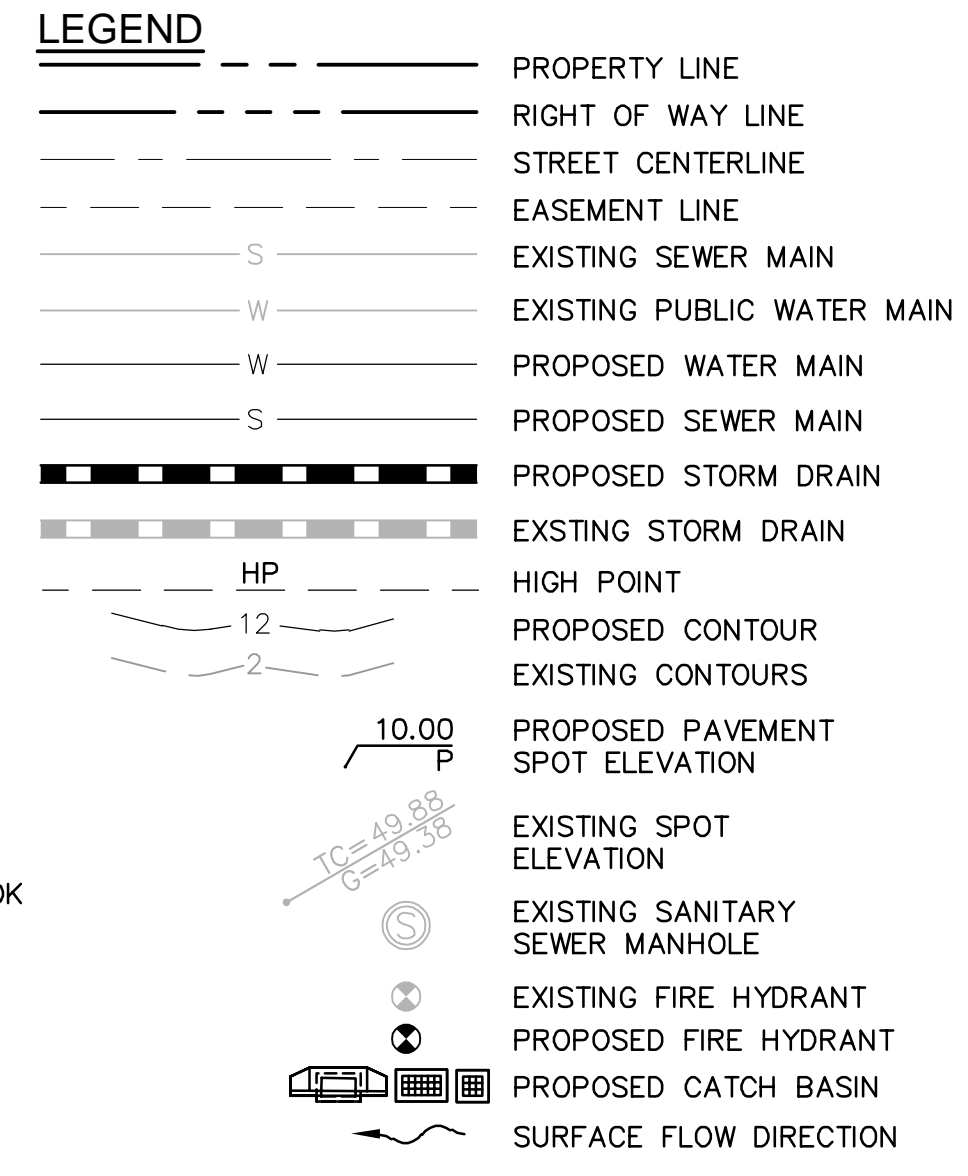 LEGEND
PROPERTY LINE
RIGHT OF WAY LINE
STREET CENTERLINE
EASEMENT LINE
S EXISTING SEWER MAIN
W EXISTING PUBLIC WATER MAIN
W PROPOSED WATER MAIN
S PROPOSED SEWER MAIN
PROPOSED STORM DRAIN
EXSTING STORM DRAIN
HP HIGH POINT
12 PROPOSED CONTOUR
2 EXISTING CONTOURS
10.00 PROPOSED PAVEMENT
P SPOT ELEVATION
TC=49.88 EXISTING SPOT
G=49.38 ELEVATION
OK
S EXISTING SANITARY
SEWER MANHOLE
EXISTING FIRE HYDRANT
PROPOSED FIRE HYDRANT
PROPOSED CATCH BASIN
SURFACE FLOW DIRECTION